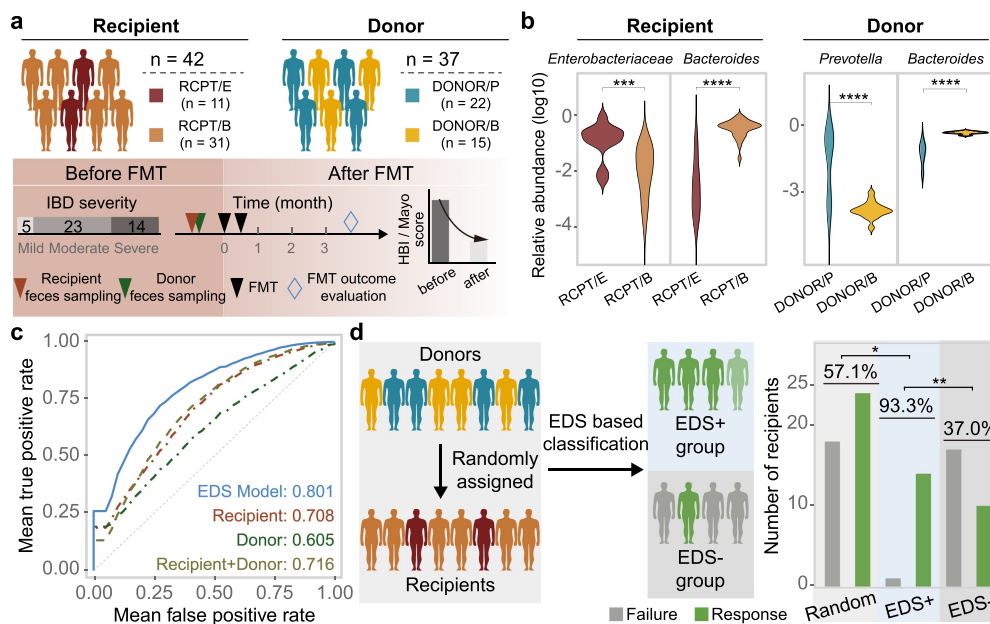 a
Recipient
n = 42
RCPT/E
(n = 11)
RCPT/B
(n = 31)
Donor
n = 37
DONOR/P
(n = 22)
DONOR/B
(n = 15)
Before FMT
After FMT
IBD severity
5 23 14
Mild Moderate Severe
Time (month)
0 1 2 3
HBI / Mayo
score
before
after
Recipient
feces sampling
Donor
feces sampling
FMT
FMT outcome
evaluation
b
Recipient
Donor
Enterobacteriaceae
Bacteroides
Prevotella
Bacteroides
Relative abundance (log10)
0
-2
-4
*** ****
0
-3
**** ****
RCPT/E
RCPT/B
RCPT/E
RCPT/B
DONOR/P
DONOR/B
DONOR/P
DONOR/B
c
Mean true positive rate
1.00
0.75
0.50
0.25
0.00
EDS Model: 0.801
Recipient: 0.708
Donor: 0.605
Recipient+Donor: 0.716
0.00 0.25 0.50 0.75 1.00
Mean false positive rate
d
Donors
Randomly
assigned
Recipients
EDS based
classification
EDS+
group
EDS-
group
Number of recipients
25
20
10
0
*
57.1%
**
93.3%
37.0%
Random
EDS+
EDS-
Failure
Response